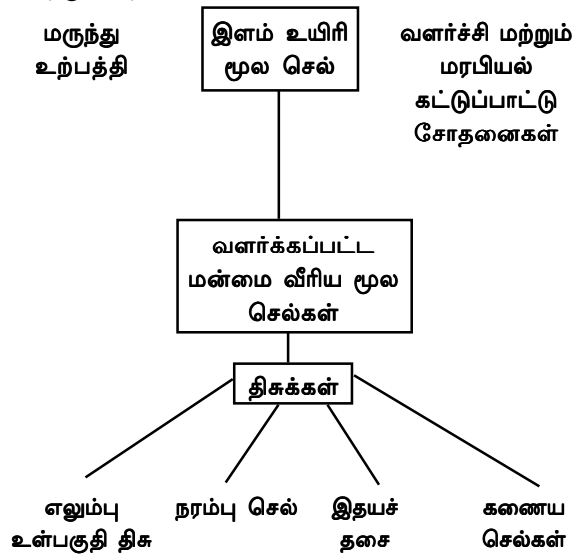 மருந்து
உற்பத்தி
இளம் உயிரி
மூல செல்
வளர்ச்சி மற்றும்
மரபியல்
கட்டுப்பாட்டு
சோதனைகள்
வளர்க்கப்பட்ட
மன்மை வீரிய மூல
செல்கள்
திசுக்கள்
எலும்பு
உள்பகுதி திசு
நரம்பு செல்
இதயச்
தசை
கணைய
செல்கள்